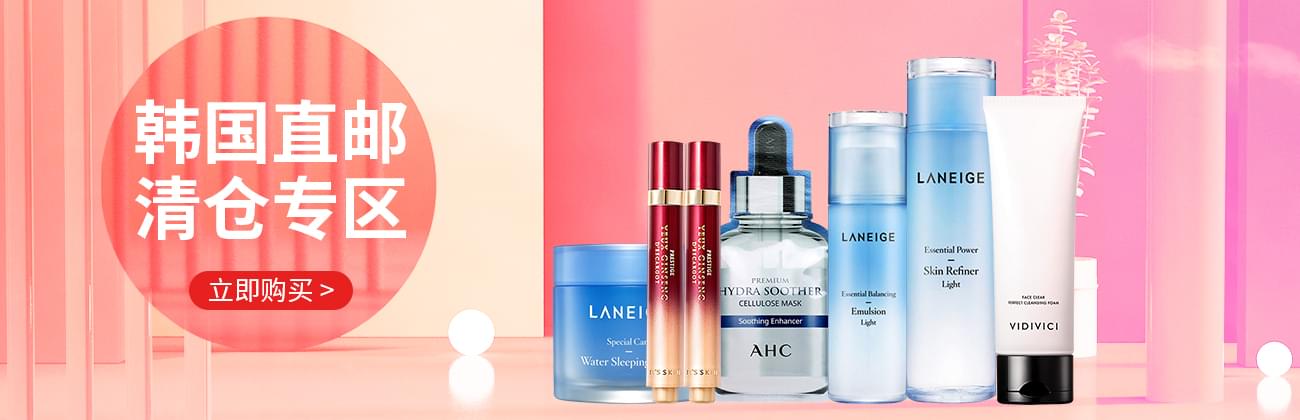 韩国直邮
清仓专区
立即购买 >
LANEIG
Special Car
Water Sleeping
PRESTIGE
YEUX GINSENG
D'ESCARGOT
IT'S SKIN
PRESTIGE
YEUX GINSENG
D'ESCARGOT
IT'S SKIN
PREMIUM
HYDRA SOOTHER
CELLULOSE MASK
Soothing Enhancer
AHC
LANEIGE
Essential Balancing
Emulsion
Light
LANEIGE
Essential Power
Skin Refiner
Light
FACE CLEAR
PERFECT CLEANSING FOAM
VIDIVICI